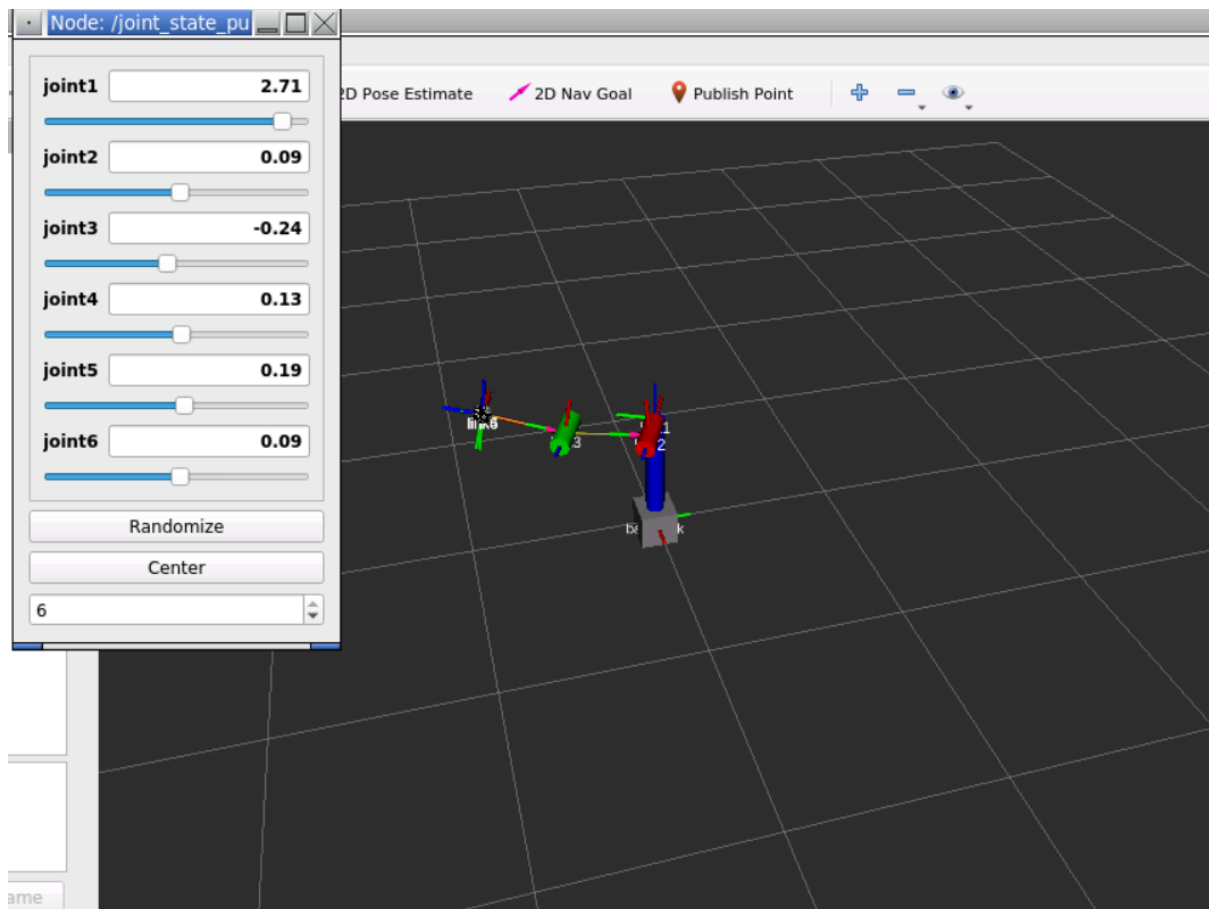 Node: /joint_state_pu
2D Pose Estimate
2D Nav Goal
Publish Point
joint1 2.71
joint2 0.09
joint3 -0.24
joint4 0.13
joint5 0.19
joint6 0.09
Randomize
Center
6